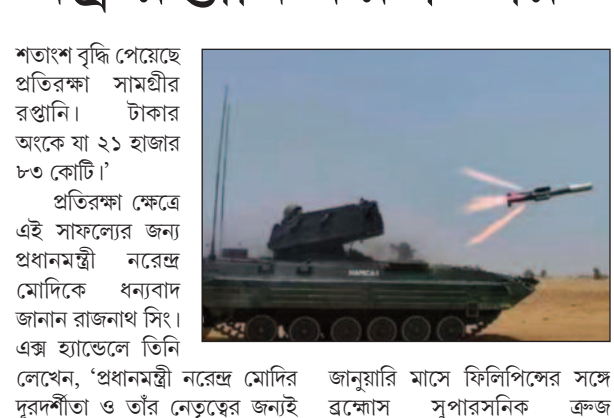 শতাংশ বৃদ্ধি পেয়েছে
প্রতিরক্ষা সামগ্রীর
রপ্তানি। টাকার
অংকে যা ২১ হাজার
৮৩ কোটি।’
প্রতিরক্ষা ক্ষেত্রে
এই সাফল্যের জন্য
প্রধানমন্ত্রী নরেন্দ্র
মোদিকে ধন্যবাদ
জানান রাজনাথ সিং।
এক্স হ্যান্ডেলে তিনি
লেখেন, ‘প্রধানমন্ত্রী নরেন্দ্র মোদির
দূরদর্শীতা ও তাঁর নেতৃত্বের জন্যই
জানুয়ারি মাসে ফিলিপিন্সের সঙ্গে
ব্রহ্মোস সুপারসনিক ক্রুজ
NAMICA